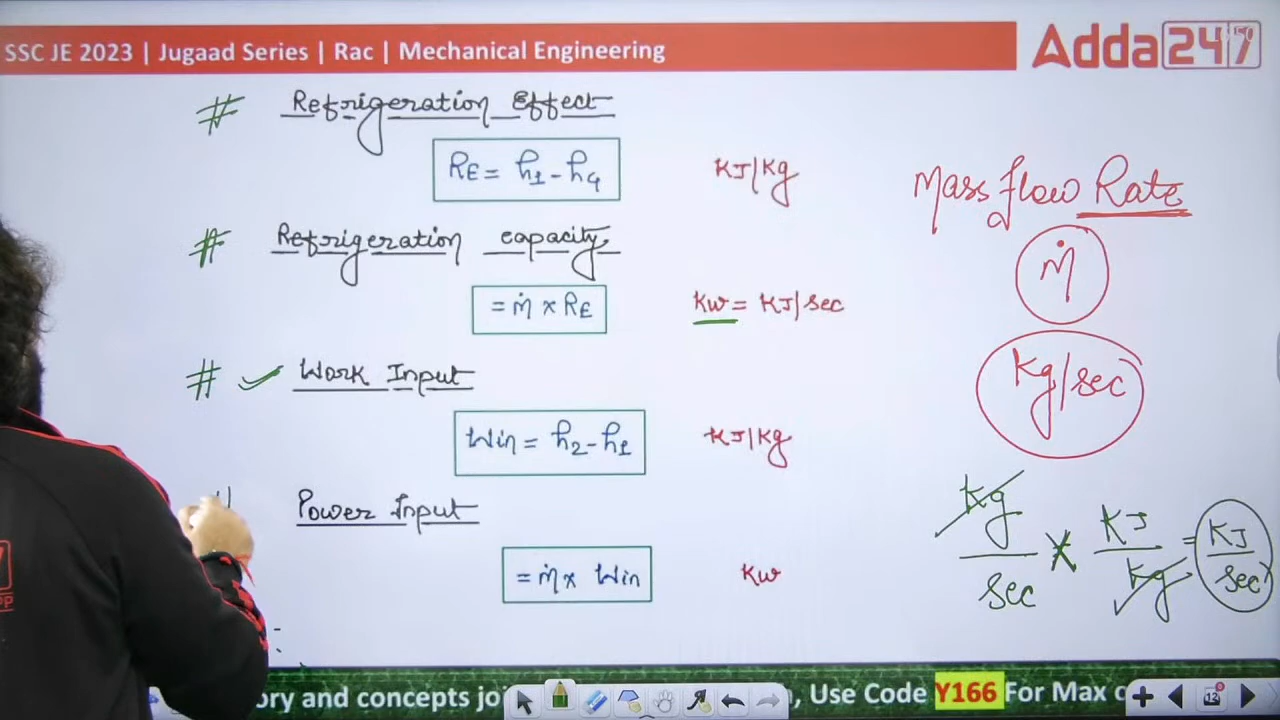 SSC JE 2023 | Jugaad Series | Rac | Mechanical Engineering
Adda247
# Refrigeration Effect
RE = h1 - h4 KJ/Kg
# Refrigeration capacity
= ṁ x RE Kw = KJ/sec
# Work Input
Win = h2 - h1 KJ/Kg
Power Input
= ṁ x Win Kw
Mass flow Rate
ṁ
Kg/sec
Kg/sec x KJ/Kg = KJ/sec
ory and concepts joi
, Use Code Y166 For Max
12